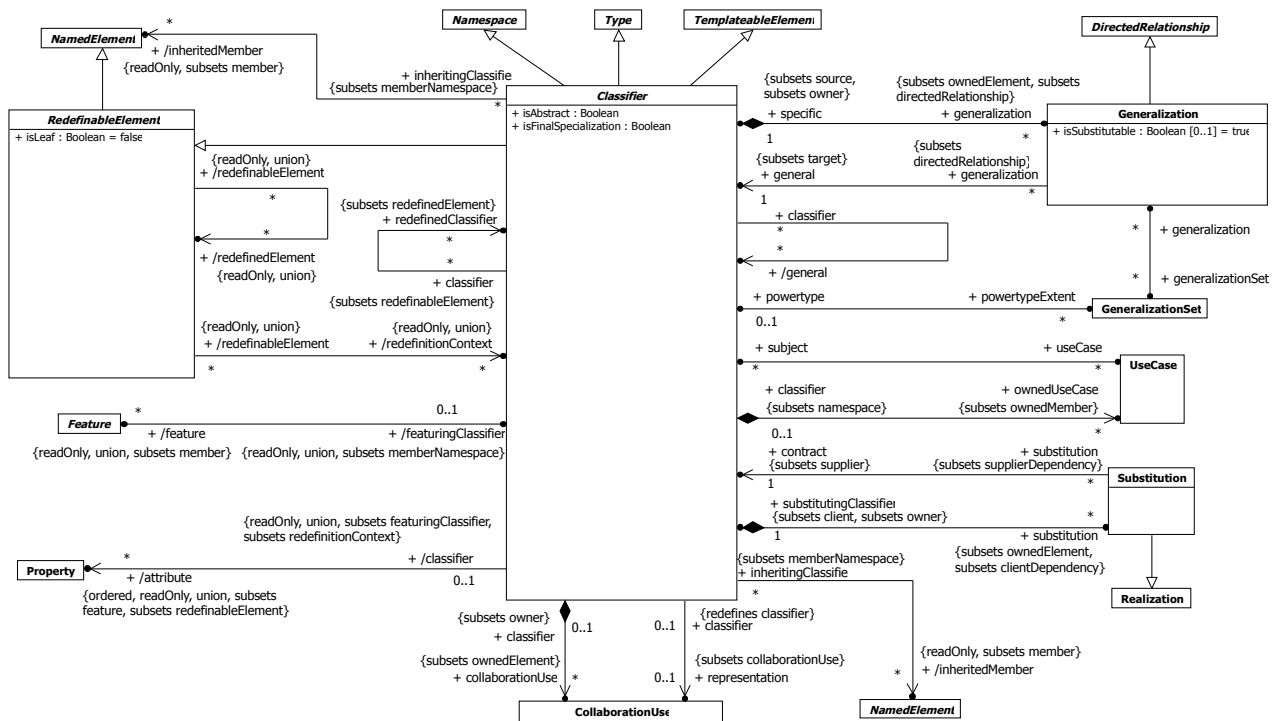 Namespace
Type
TemplateableElement
NamedElement
*
+ /inheritedMember
{readOnly, subsets member}
+ inheritingClassifie
{subsets memberNamespace}
*
DirectedRelationship
RedefinableElement
+ isLeaf : Boolean = false
Classifier
+ isAbstract : Boolean
+ isFinalSpecialization : Boolean
{subsets source,
subsets owner}
+ specific
1
{subsets ownedElement, subsets
directedRelationship}
+ generalization
*
Generalization
+ isSubstitutable : Boolean [0..1] = true
{readOnly, union}
+ /redefinableElement
*
*
+ /redefinedElement
{readOnly, union}
{subsets redefinedElement}
+ redefinedClassifier
*
*
+ classifier
{subsets redefinableElement}
{subsets target}
+ general
1
{subsets
directedRelationship}
+ generalization
*
+ classifier
*
*
+ /general
*
+ generalization
*
+ generalizationSet
GeneralizationSet
+ powertype
0..1
+ powertypeExtent
*
{readOnly, union}
+ /redefinableElement
*
{readOnly, union}
+ /redefinitionContext
*
+ subject
*
+ useCase
*
UseCase
+ classifier
{subsets namespace}
0..1
+ ownedUseCase
{subsets ownedMember}
*
Feature
*
+ /feature
{readOnly, union, subsets member}
0..1
+ /featuringClassifier
{readOnly, union, subsets memberNamespace}
+ contract
{subsets supplier}
1
+ substitution
{subsets supplierDependency}
*
Substitution
+ substitutingClassifier
{subsets client, subsets owner}
1
*
+ substitution
{subsets ownedElement,
subsets clientDependency}
Realization
{readOnly, union, subsets featuringClassifier,
subsets redefinitionContext}
+ /classifier
0..1
Property
*
+ /attribute
{ordered, readOnly, union, subsets
feature, subsets redefinableElement}
{subsets memberNamespace}
+ inheritingClassifie
*
{subsets owner}
+ classifier
0..1
{redefines classifier}
0..1
+ classifier
{subsets ownedElement}
+ collaborationUse
*
{subsets collaborationUse}
0..1
+ representation
{readOnly, subsets member}
*
+ /inheritedMember
CollaborationUse
NamedElement